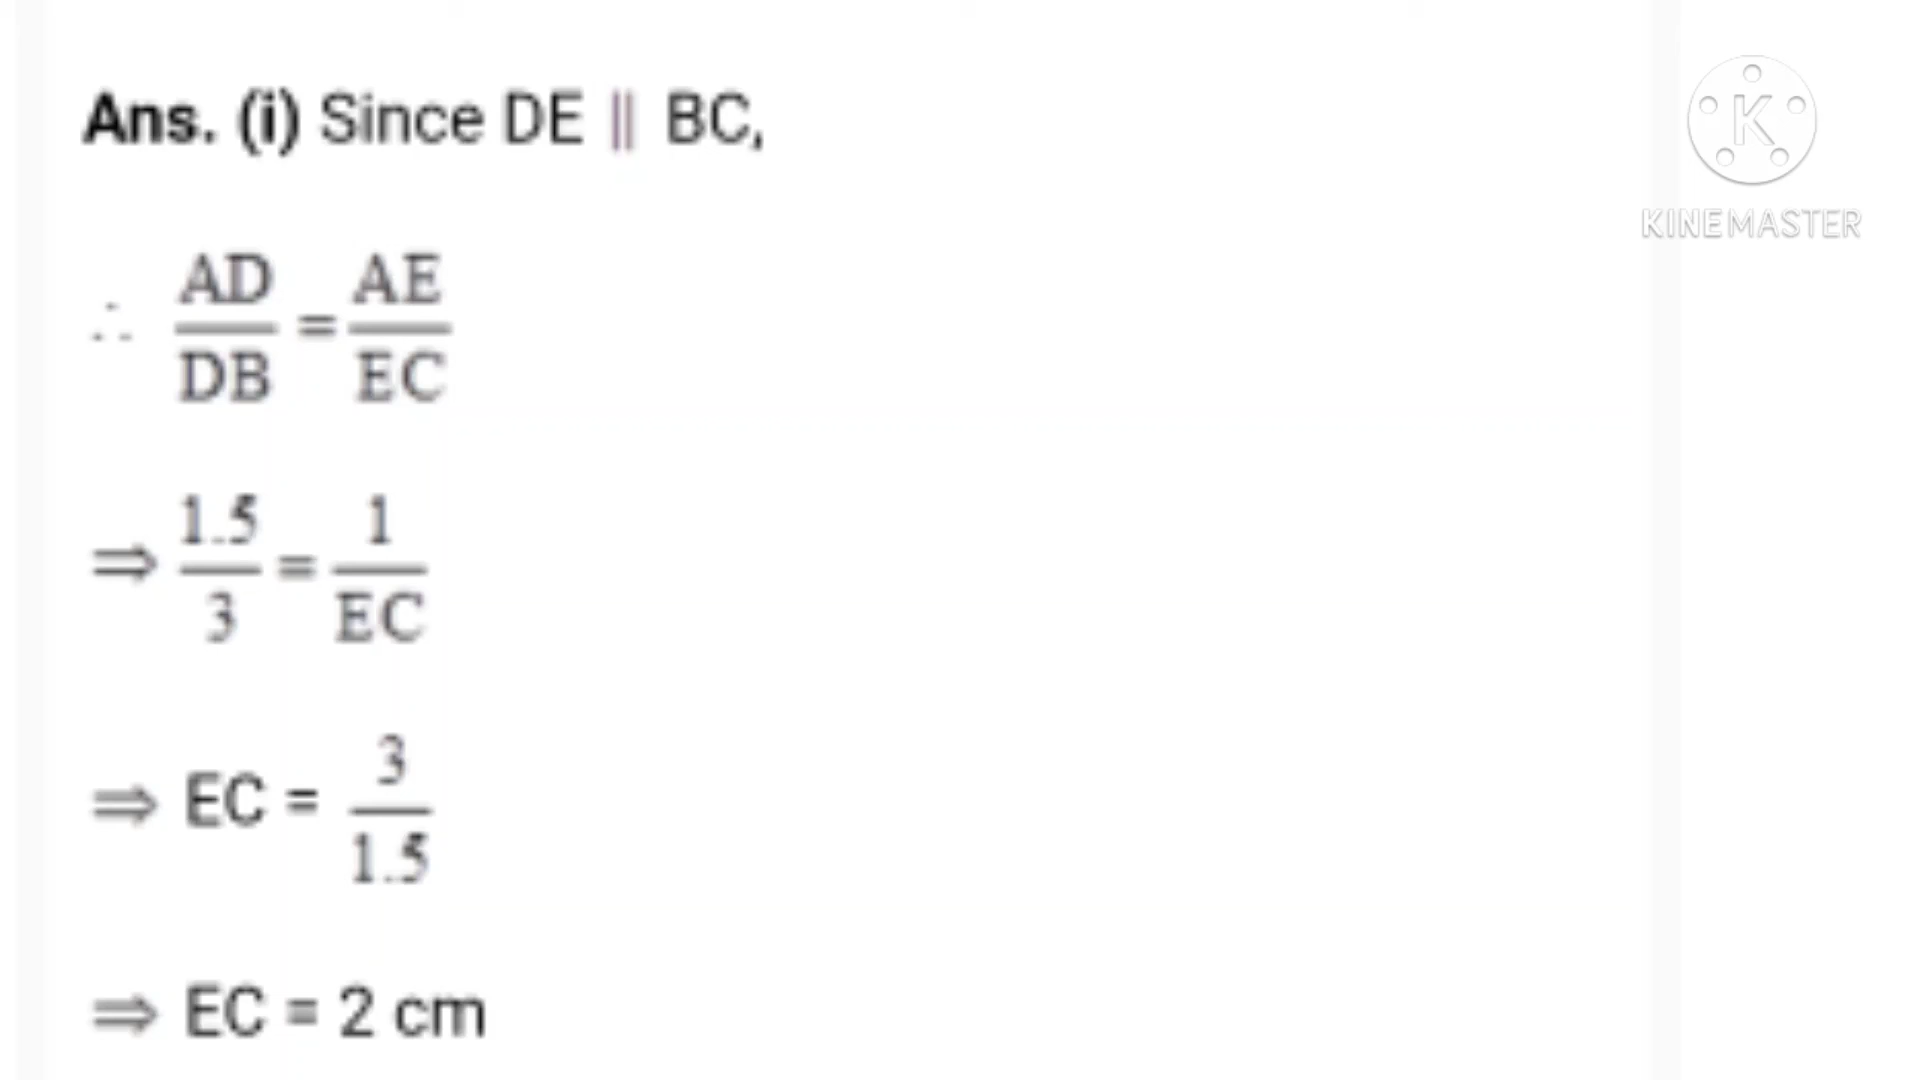 Ans. (i) Since DE || BC,
K
KINEMASTER
∴ AD/DB = AE/EC
⇒ 1.5/3 = 1/EC
⇒ EC = 3/1.5
⇒ EC = 2 cm